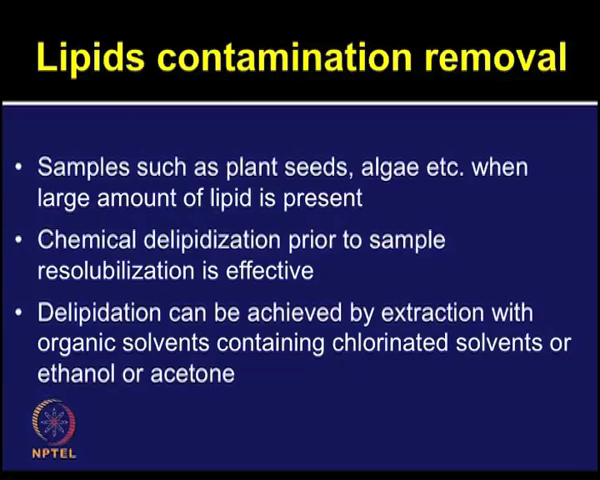 Lipids contamination removal
• Samples such as plant seeds, algae etc. when
large amount of lipid is present
• Chemical delipidization prior to sample
resolubilization is effective
• Delipidation can be achieved by extraction with
organic solvents containing chlorinated solvents or
ethanol or acetone
NPTEL